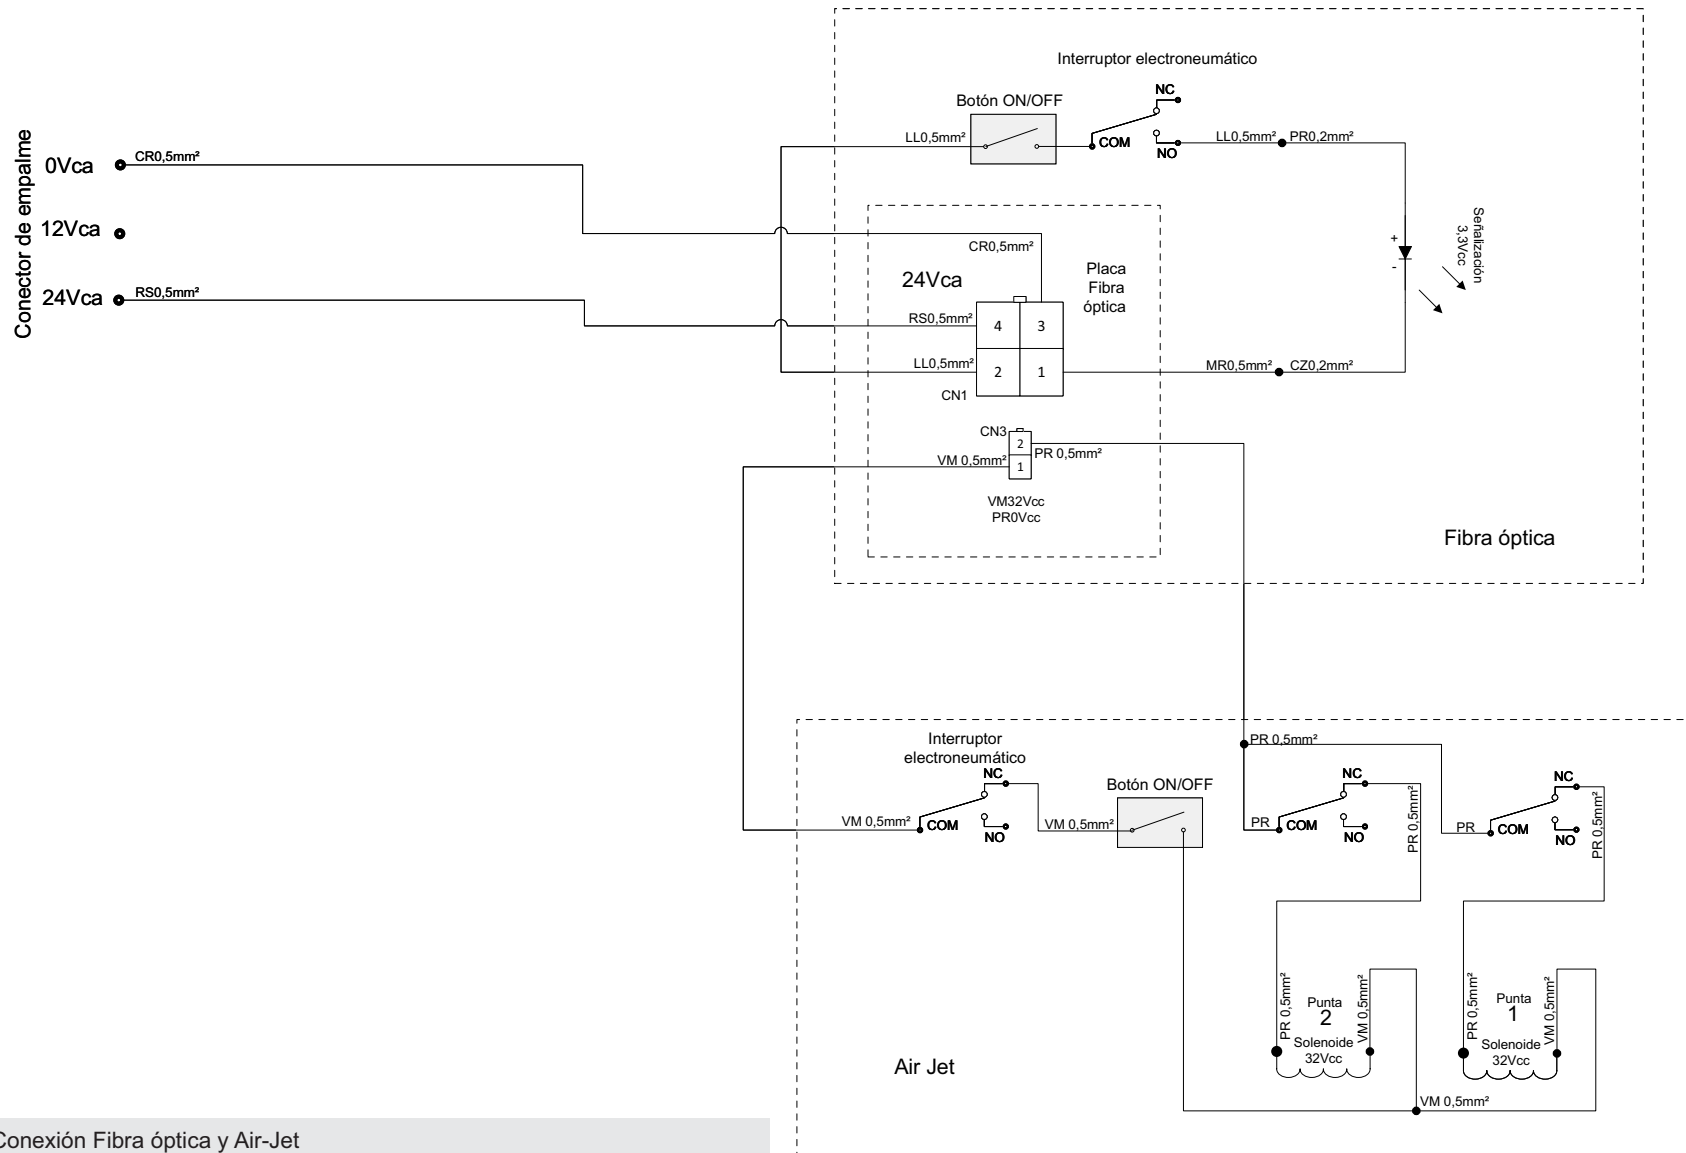 Conector de empalme
0Vca
CR0,5mm²
12Vca
24Vca
RS0,5mm²
Interruptor electroneumático
Botón ON/OFF
LL0,5mm²
NC
COM
NO
LL0,5mm²
PR0,2mm²
CR0,5mm²
24Vca
Placa
Fibra
óptica
RS0,5mm²
4
3
LL0,5mm²
2
1
CN1
MR0,5mm²
CZ0,2mm²
+
-
Señalización
3,3Vcc
CN3
2
PR 0,5mm²
VM 0,5mm²
1
VM32Vcc
PR0Vcc
Fibra óptica
Interruptor
electroneumático
NC
VM 0,5mm²
COM
NO
Botón ON/OFF
VM 0,5mm²
PR 0,5mm²
NC
PR
COM
NO
PR 0,5mm²
NC
PR
COM
NO
PR 0,5mm²
PR 0,5mm²
Punta
2
Solenoide
32Vcc
VM 0,5mm²
PR 0,5mm²
Punta
1
Solenoide
32Vcc
VM 0,5mm²
VM 0,5mm²
Air Jet
Conexión Fibra óptica y Air-Jet